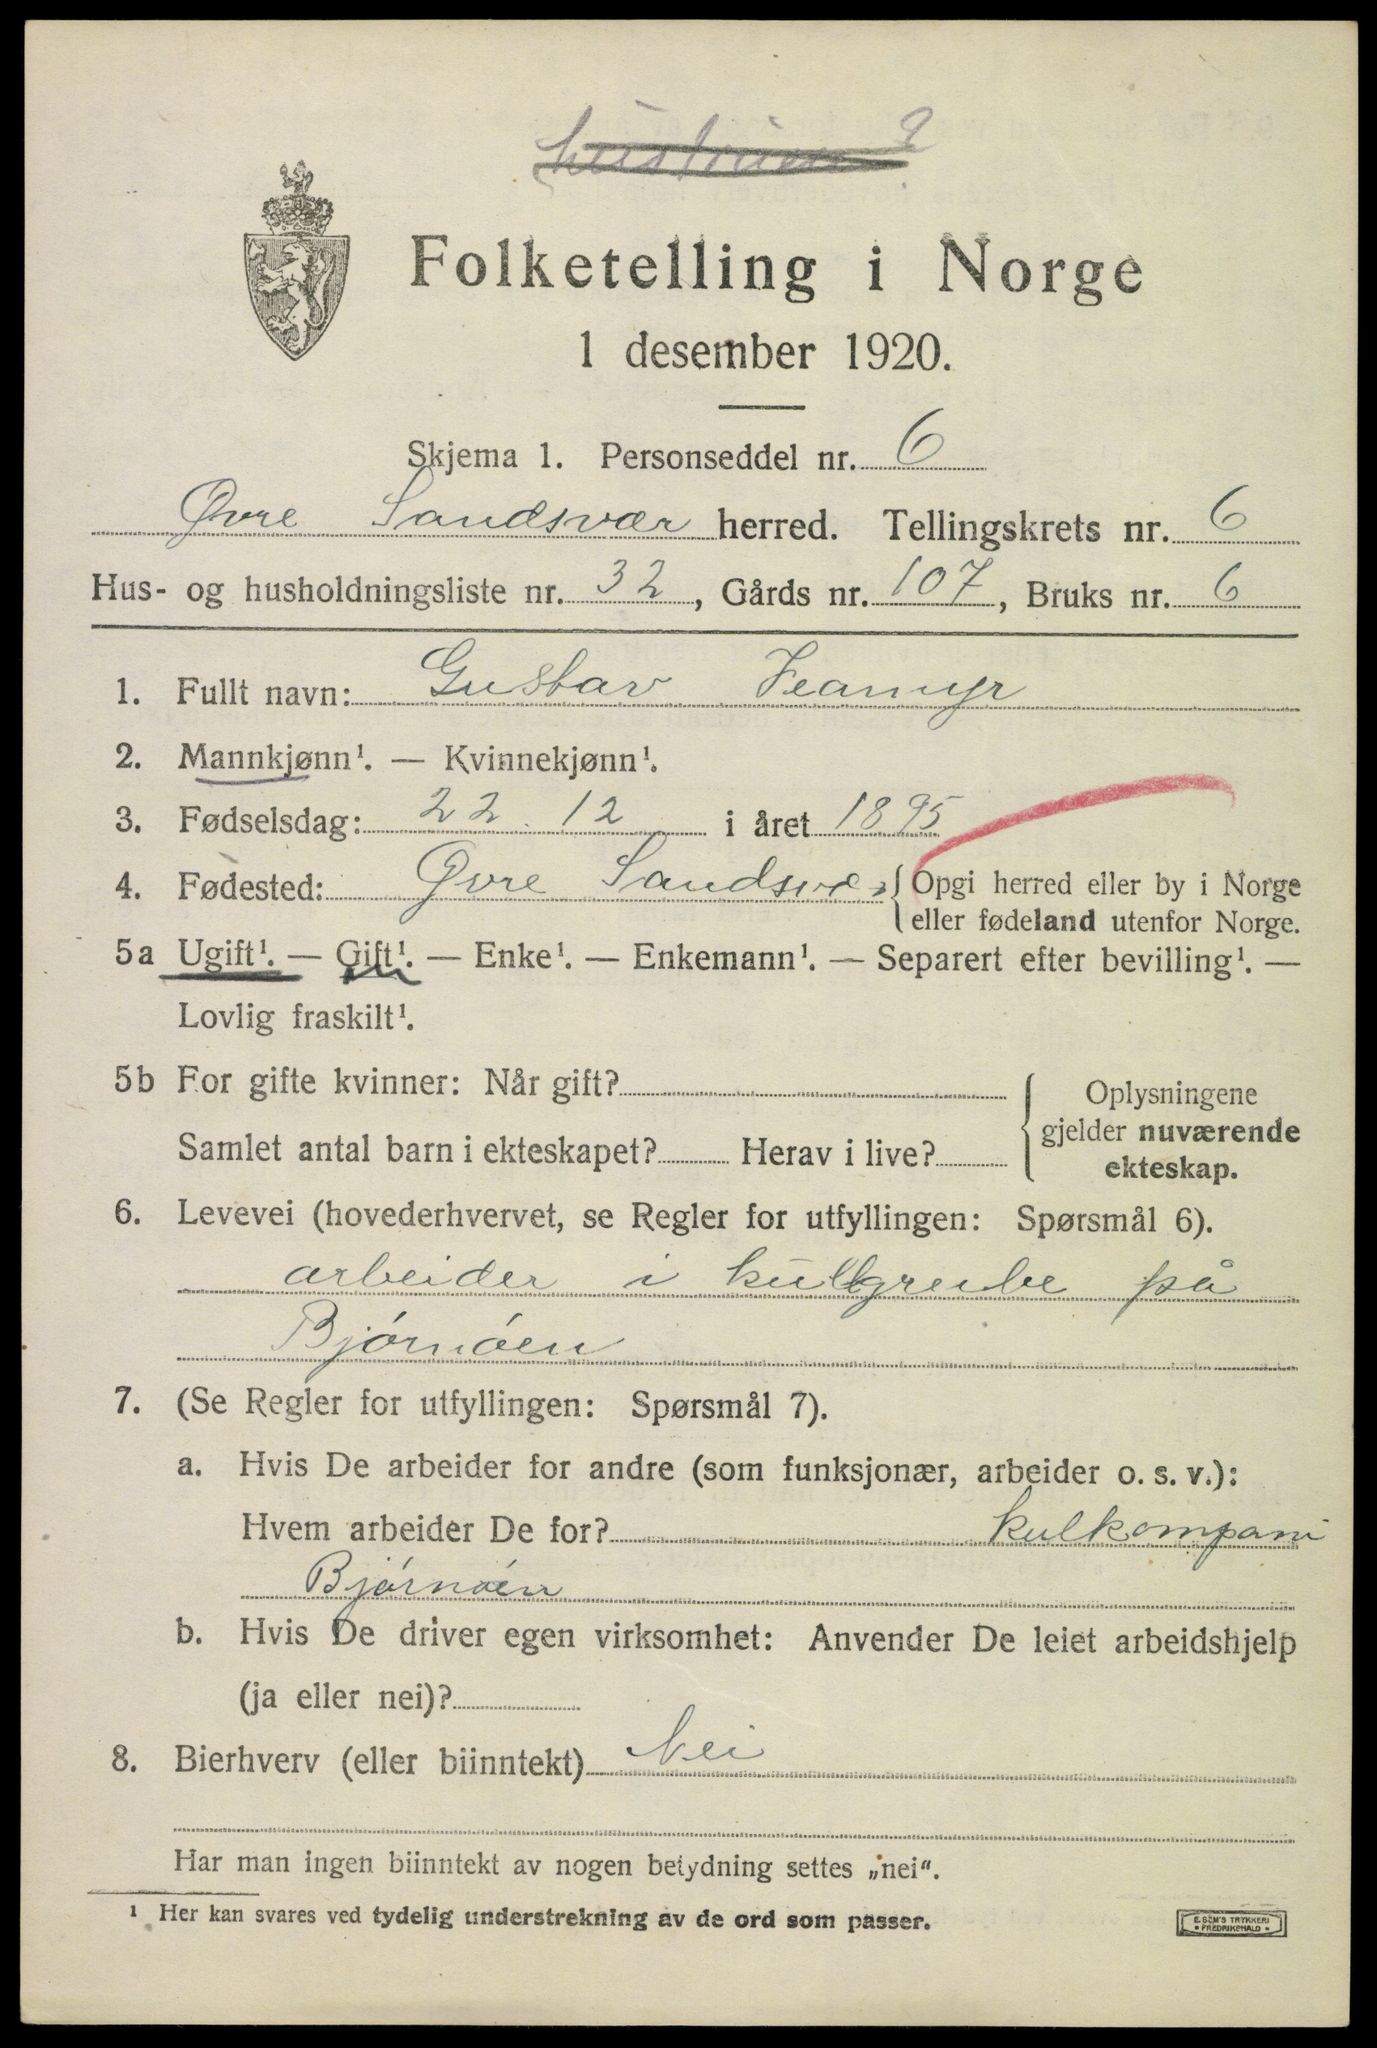 hustruen ?
Folketelling i Norge
1 desember 1920.
Skjema 1. Personseddel nr. 6
Øvre Sandsvær herred. Tellingskrets nr. 6
Hus- og husholdningsliste nr. 32, Gårds nr. 107, Bruks nr. 6
1. Fullt navn: Gustav Jeamyr
2. Mannkjønn¹. — Kvinnekjønn¹.
3. Fødselsdag: 22. 12 i året 1895
4. Fødested: Øvre Sandsvær { Opgi herred eller by i Norge
eller fødeland utenfor Norge.
5a Ugift¹. — Gift¹. — Enke¹. — Enkemann¹. — Separert efter bevilling¹. —
Lovlig fraskilt¹.
5b For gifte kvinner: Når gift?
Samlet antal barn i ekteskapet? Herav i live?
Oplysningene
gjelder nuværende
ekteskap.
6. Levevei (hovederhvervet, se Regler for utfyllingen: Spørsmål 6).
arbeider i kullgrube på
Bjørnøen
7. (Se Regler for utfyllingen: Spørsmål 7).
a. Hvis De arbeider for andre (som funksjonær, arbeider o. s. v.):
Hvem arbeider De for? kulkompani
Bjørnøen
b. Hvis De driver egen virksomhet: Anvender De leiet arbeidshjelp
(ja eller nei)?
8. Bierhverv (eller biinntekt) Nei
Har man ingen biinntekt av nogen betydning settes „nei“.
¹ Her kan svares ved tydelig understrekning av de ord som passer.
E. SEM'S TRYKKERI
• FREDRIKSHALD •